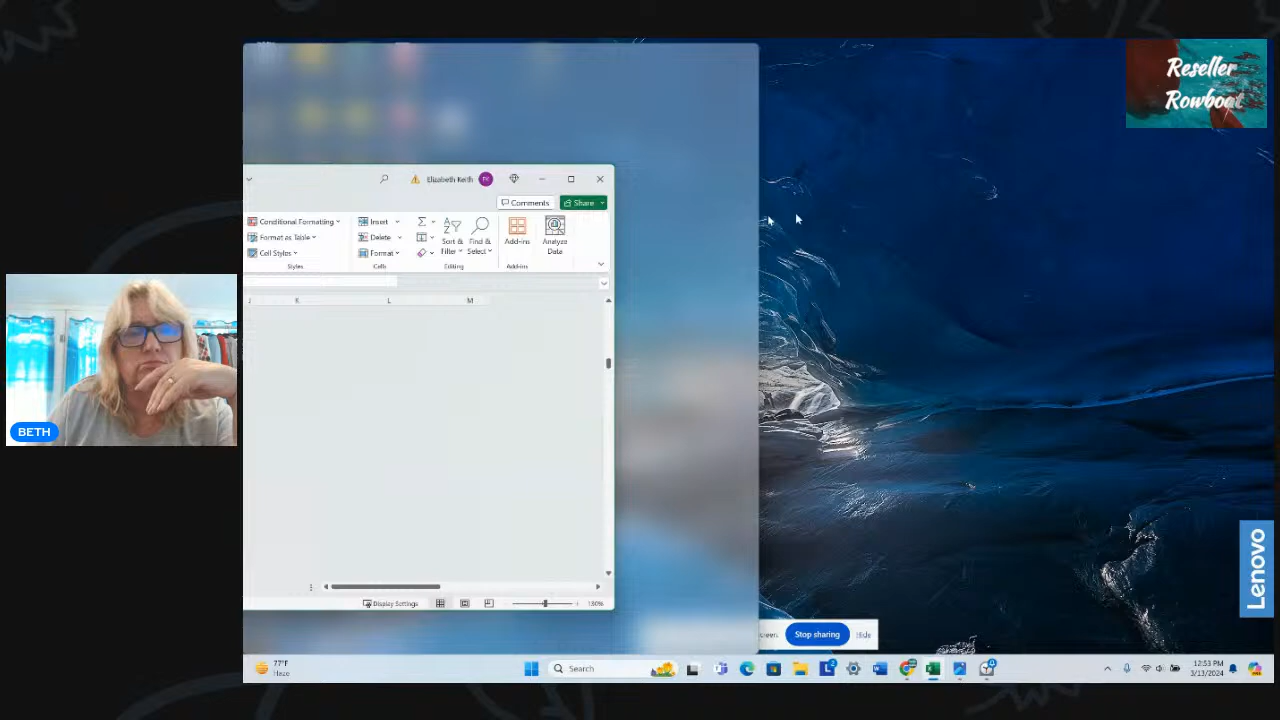 Reseller
Rowboat
Elizabeth Keith
Comments
Share
Conditional Formatting
Insert
Format as Table
Delete
Sort &
Filter
Find &
Select
Add-ins
Analyze
Data
Cell Styles
Format
Styles
Cells
Editing
Add-ins
J K L M
BETH
Lenovo
Display Settings
130%
Stop sharing
Hide
77°F
Haze
Search
12:53 PM
3/13/2024